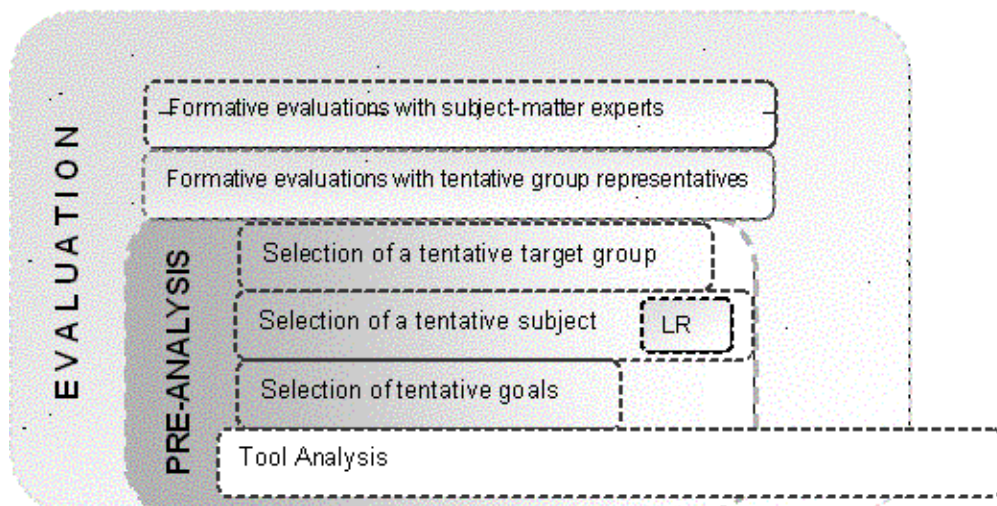 EVALUATION
Formative evaluations with subject-matter experts
Formative evaluations with tentative group representatives
PRE-ANALYSIS
Selection of a tentative target group
Selection of a tentative subject
LR
Selection of tentative goals
Tool Analysis